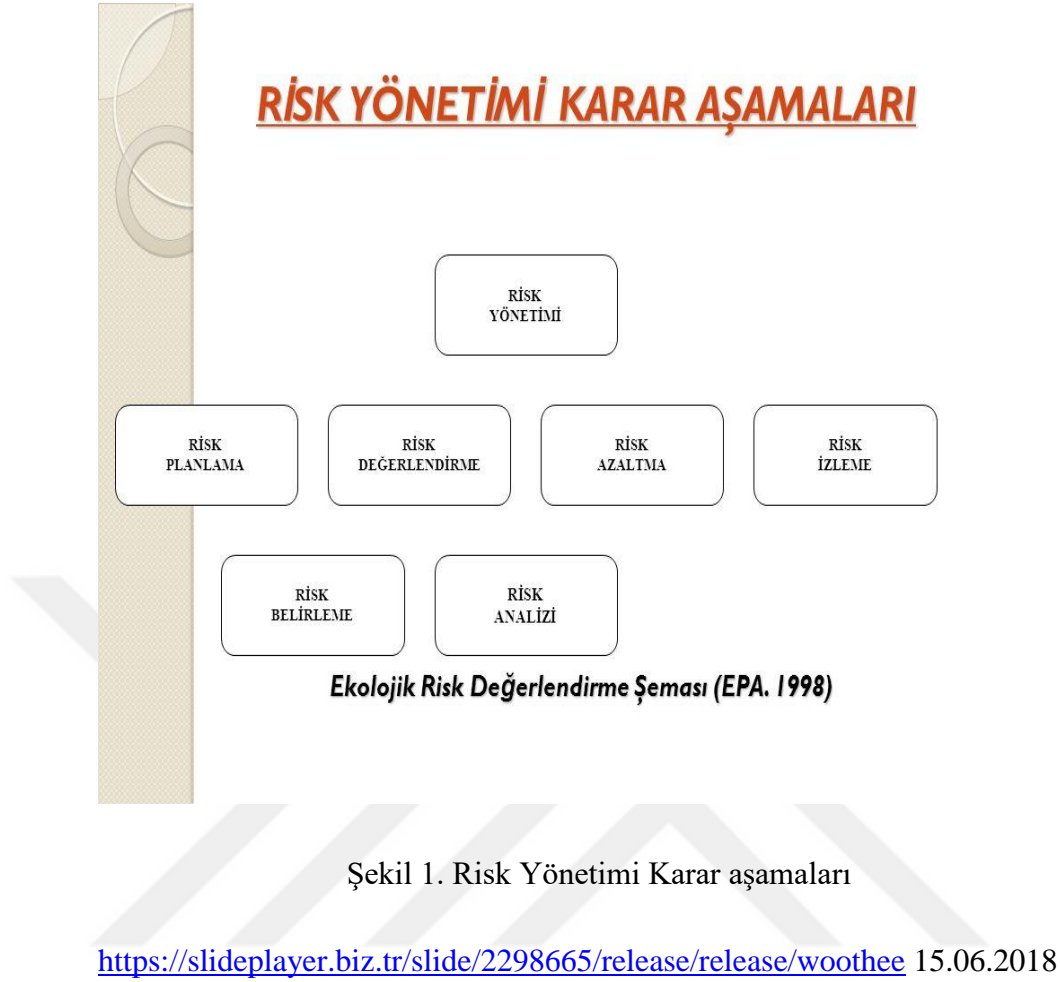 RİSK YÖNETİMİ KARAR AŞAMALARI
RİSK
YÖNETİMİ
RİSK
PLANLAMA
RİSK
DEĞERLENDİRME
RİSK
AZALTMA
RİSK
İZLEME
RİSK
BELİRLEME
RİSK
ANALİZİ
Ekolojik Risk Değerlendirme Şeması (EPA. 1998)
Şekil 1. Risk Yönetimi Karar aşamaları
https://slideplayer.biz.tr/slide/2298665/release/release/woothee 15.06.2018